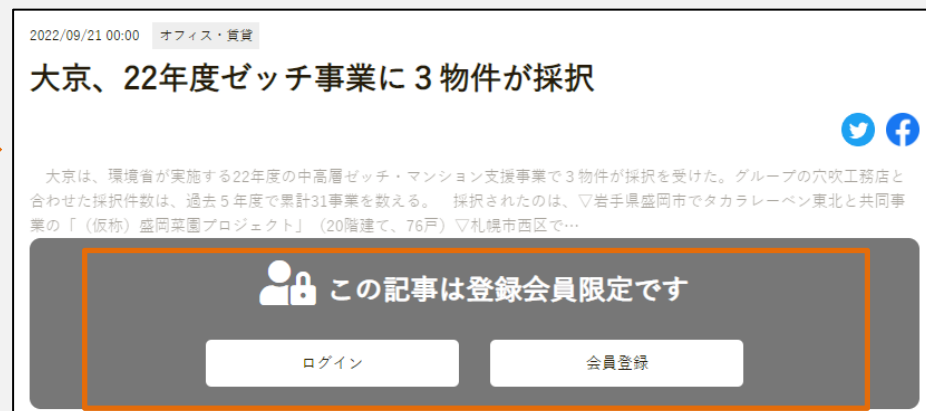 2022/09/21 00:00 オフィス・賃貸
大京、22年度ゼッチ事業に３物件が採択
大京は、環境省が実施する22年度の中高層ゼッチ・マンション支援事業で３物件が採択を受けた。グループの穴吹工務店と
合わせた採択件数は、過去５年度で累計31事業を数える。　採択されたのは、▽岩手県盛岡市でタカラレーベン東北と共同事
業の「（仮称）盛岡菜園プロジェクト」（20階建て、76戸）▽札幌市西区で…
この記事は登録会員限定です
ログイン
会員登録